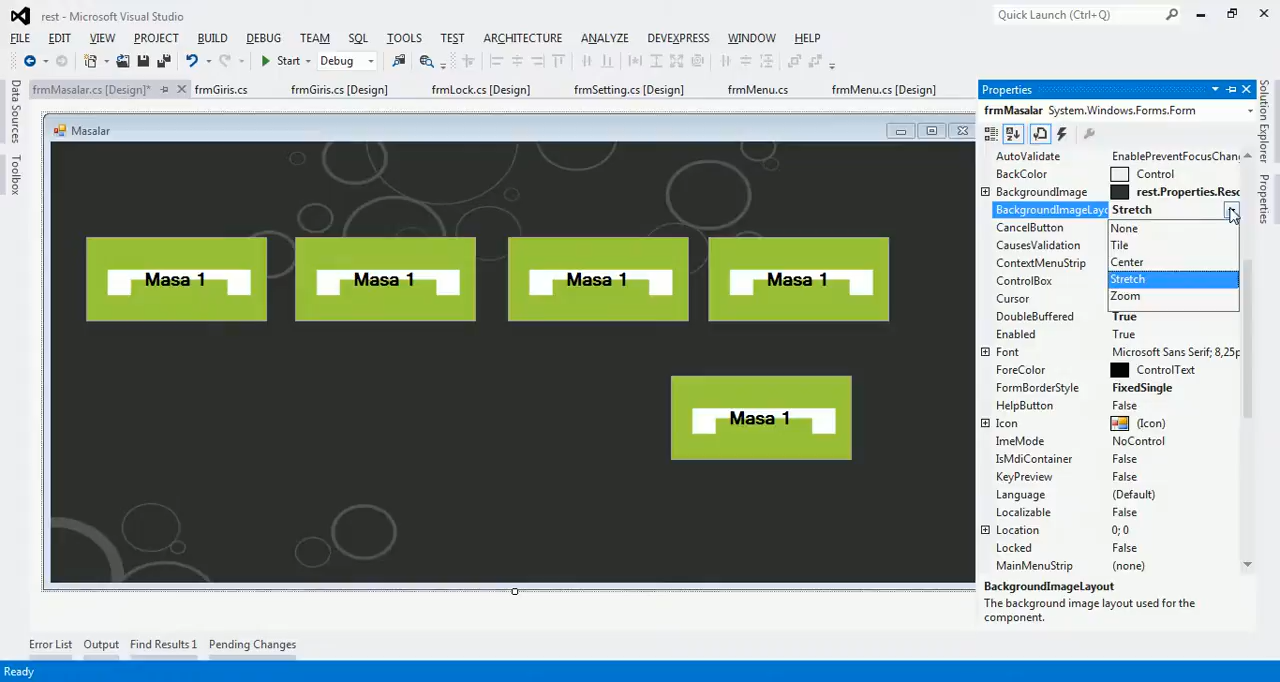 rest - Microsoft Visual Studio
Quick Launch (Ctrl+Q)
FILE EDIT VIEW PROJECT BUILD DEBUG TEAM SQL TOOLS TEST ARCHITECTURE ANALYZE DEVEXPRESS WINDOW HELP
Start Debug
frmMasalar.cs [Design]* frmGiris.cs frmGiris.cs [Design] frmLock.cs [Design] frmSetting.cs [Design] frmMenu.cs frmMenu.cs [Design]
Data Sources
Toolbox
Masalar
Masa 1 Masa 1 Masa 1 Masa 1
Masa 1
Properties
frmMasalar System.Windows.Forms.Form
AutoValidate EnablePreventFocusChang
BackColor Control
BackgroundImage rest.Properties.Resc
BackgroundImageLayo Stretch
CancelButton
CausesValidation
ContextMenuStrip
ControlBox
Cursor
None
Tile
Center
Stretch
Zoom
DoubleBuffered True
Enabled True
Font Microsoft Sans Serif; 8,25p
ForeColor ControlText
FormBorderStyle FixedSingle
HelpButton False
Icon (Icon)
ImeMode NoControl
IsMdiContainer False
KeyPreview False
Language (Default)
Localizable False
Location 0; 0
Locked False
MainMenuStrip (none)
BackgroundImageLayout
The background image layout used for the
component.
Solution Explorer
Properties
Error List Output Find Results 1 Pending Changes
Ready